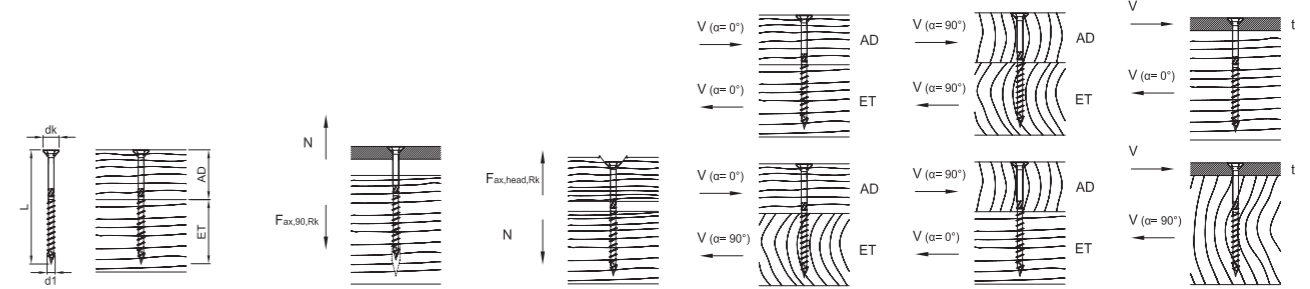 dk
L
d1
AD
ET
N
Fax,90,Rk
Fax,head,Rk
N
V (α= 0°)
V (α= 0°)
AD
ET
V (α= 90°)
V (α= 90°)
AD
ET
V
t
V (α= 0°)
V (α= 0°)
V (α= 90°)
AD
ET
V (α= 90°)
V (α= 0°)
AD
ET
V
t
V (α= 90°)